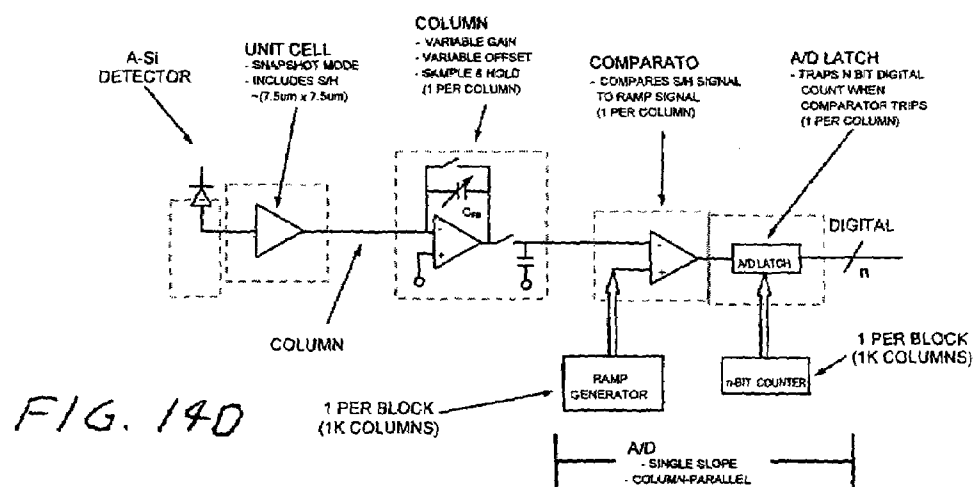 COLUMN
- VARIABLE GAIN
- VARIABLE OFFSET
- SAMPLE & HOLD
(1 PER COLUMN)
UNIT CELL
- SNAPSHOT MODE
- INCLUDES S/H
~(7.5um x 7.5um)
A-Si
DETECTOR
COMPARATO
- COMPARES S/H SIGNAL
TO RAMP SIGNAL
(1 PER COLUMN)
A/D LATCH
- TRAPS N BIT DIGITAL
COUNT WHEN
COMPARATOR TRIPS
(1 PER COLUMN)
-
+
-
+
A/D LATCH
DIGITAL
n
COLUMN
RAMP
GENERATOR
n-BIT COUNTER
1 PER BLOCK
(1K COLUMNS)
1 PER BLOCK
(1K COLUMNS)
FIG. 14D
A/D
- SINGLE SLOPE
- COLUMN-PARALLEL